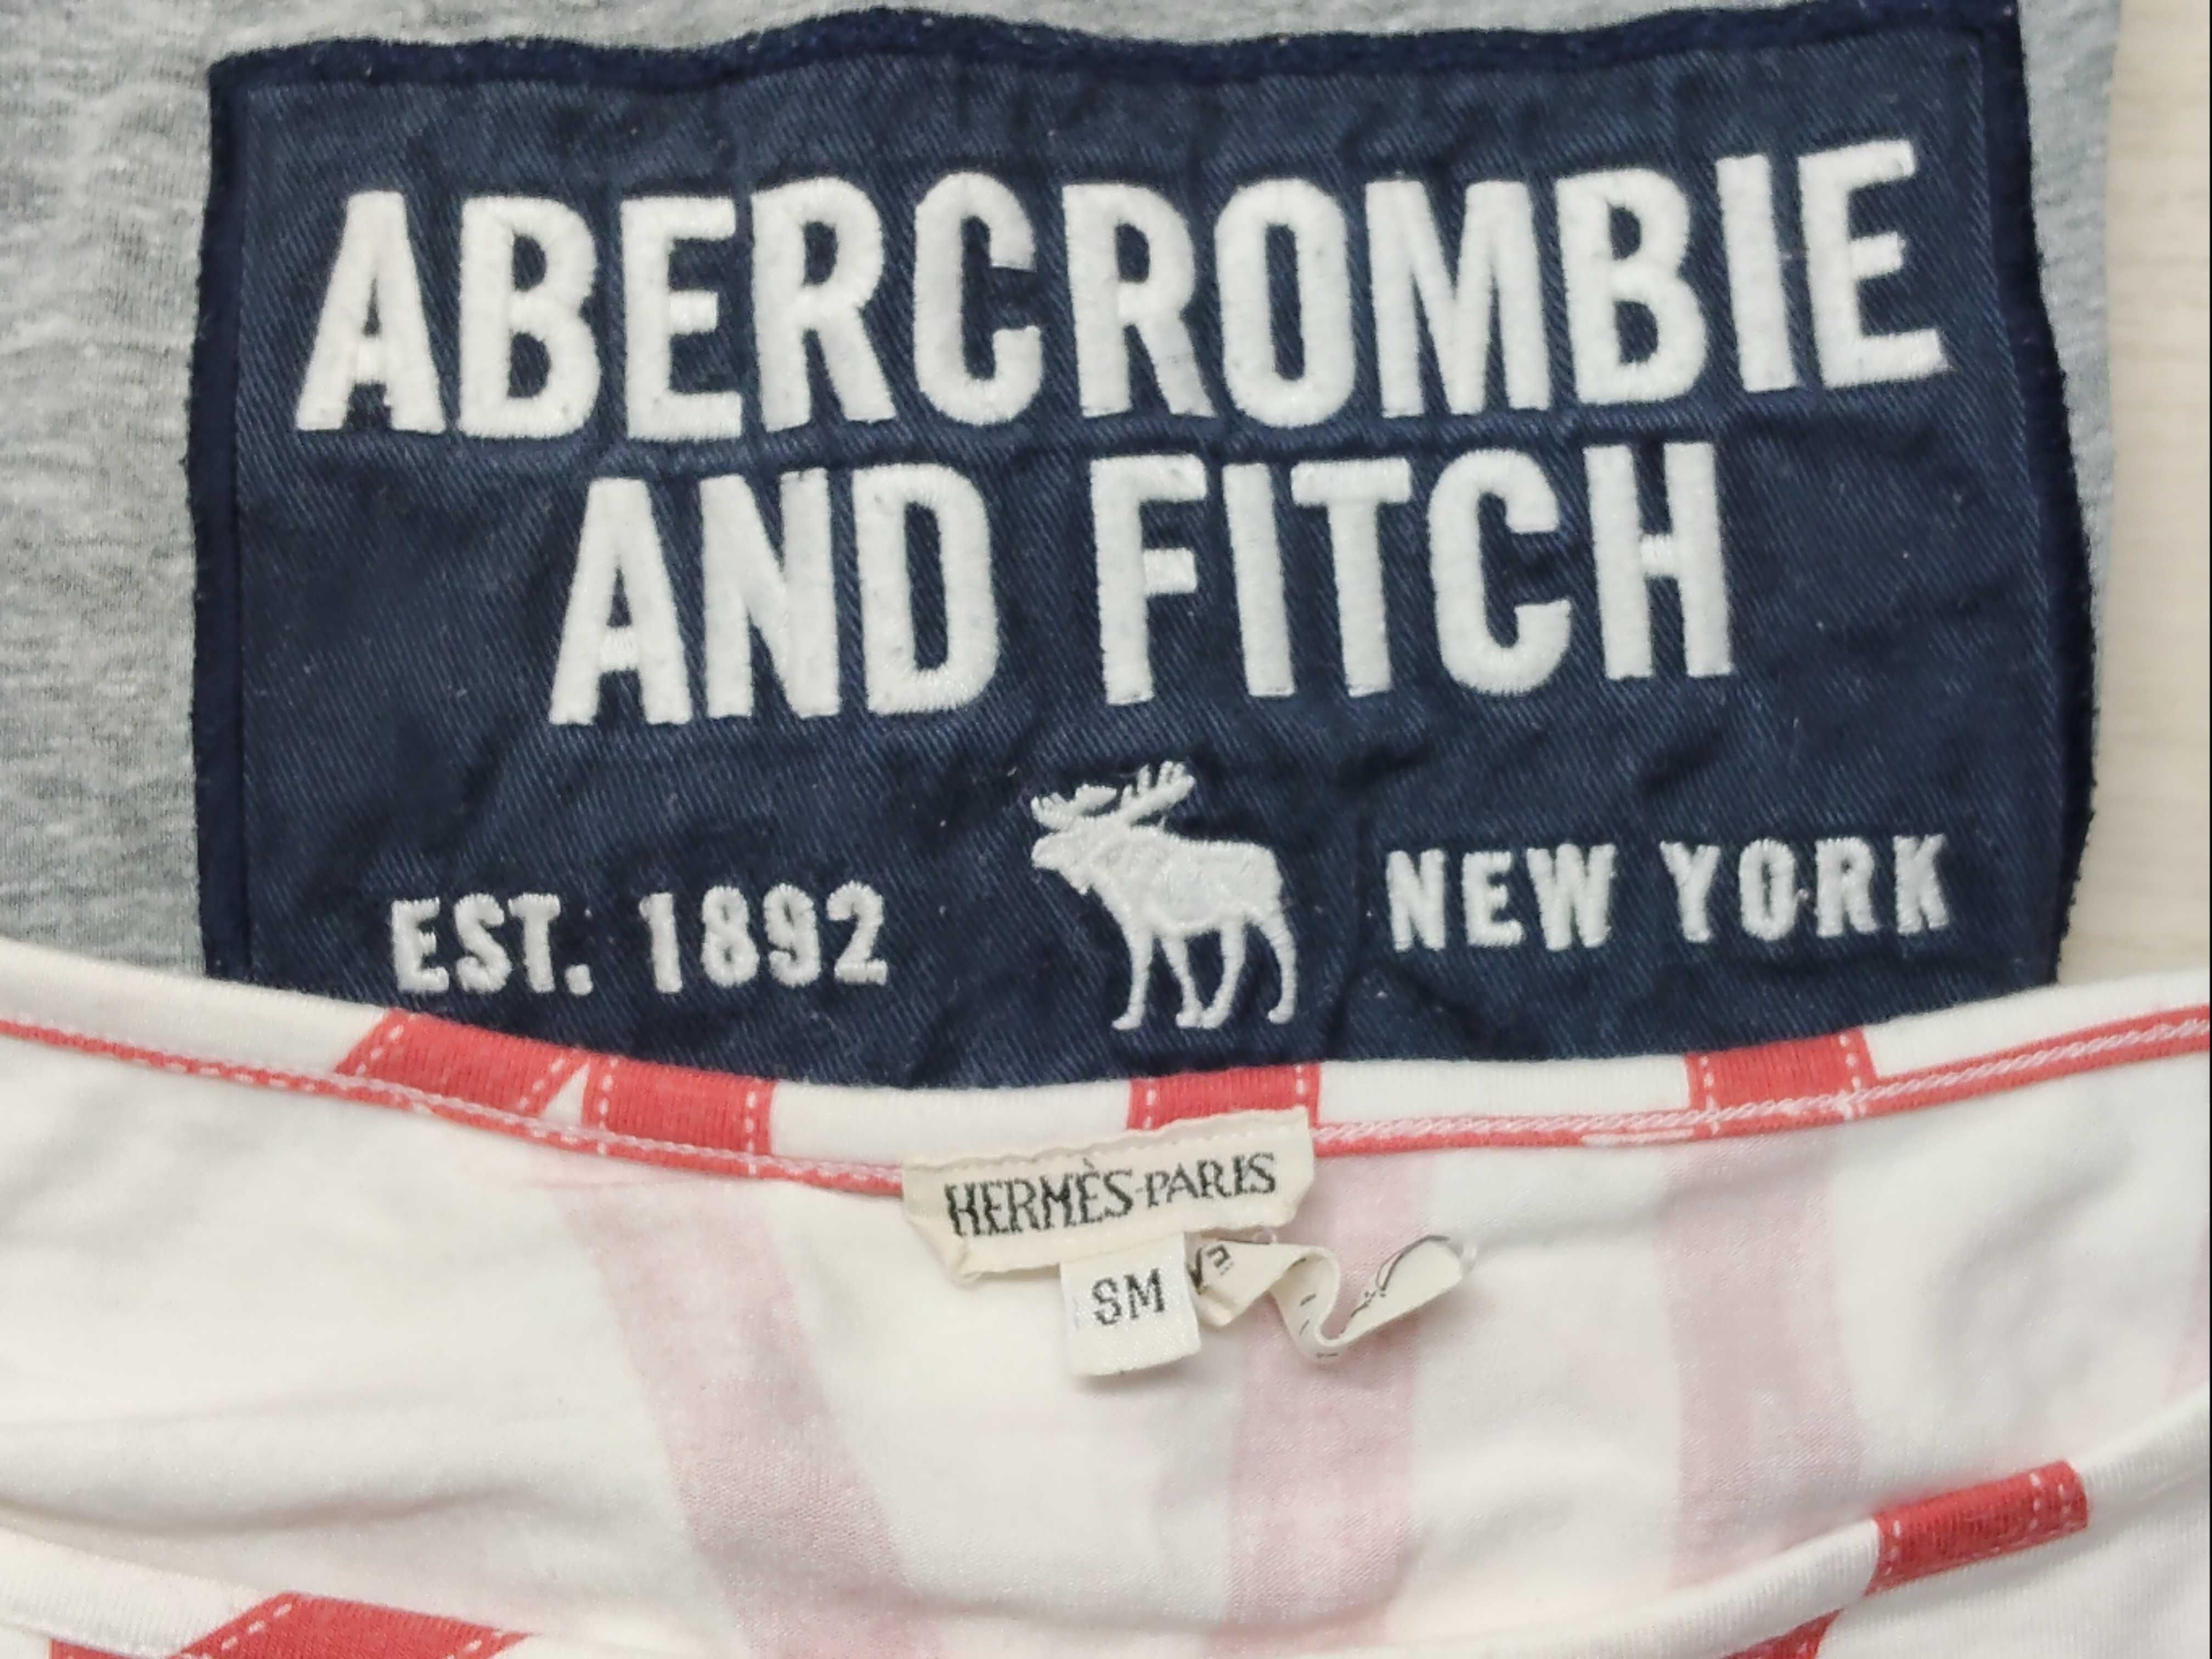 ABERCROMBIE
AND FITCH
EST. 1892 NEW YORK
HERMÈS-PARIS
SM